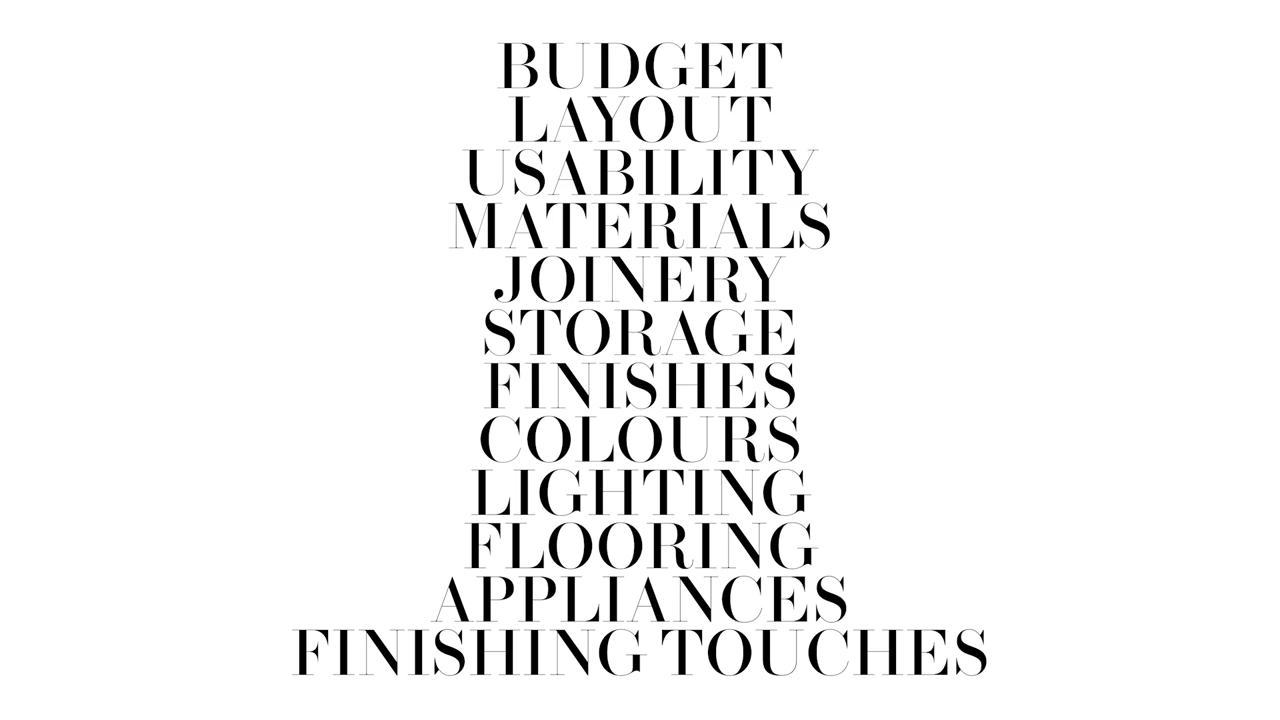 BUDGET
LAYOUT
USABILITY
MATERIALS
JOINERY
STORAGE
FINISHES
COLOURS
LIGHTING
FLOORING
APPLIANCES
FINISHING TOUCHES